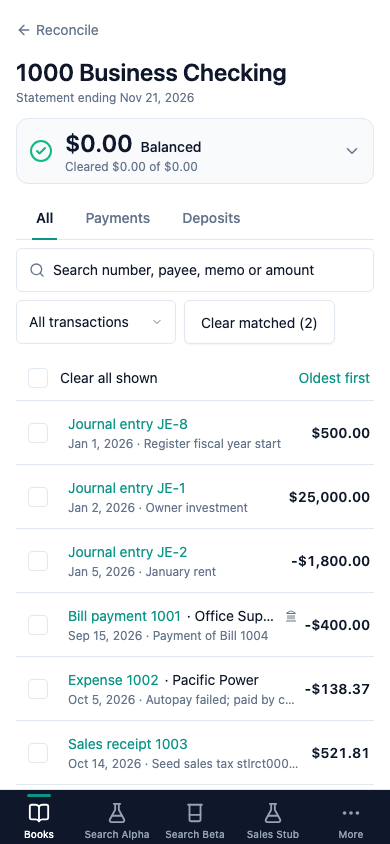 Reconcile
1000 Business Checking
Statement ending Nov 21, 2026
$0.00 Balanced
Cleared $0.00 of $0.00
All Payments Deposits
Search number, payee, memo or amount
All transactions Clear matched (2)
Clear all shown Oldest first
Journal entry JE-8
Jan 1, 2026 · Register fiscal year start $500.00
Journal entry JE-1
Jan 2, 2026 · Owner investment $25,000.00
Journal entry JE-2
Jan 5, 2026 · January rent -$1,800.00
Bill payment 1001 · Office Sup...
Sep 15, 2026 · Payment of Bill 1004 -$400.00
Expense 1002 · Pacific Power
Oct 5, 2026 · Autopay failed; paid by c... -$138.37
Sales receipt 1003
Oct 14, 2026 · Seed sales tax stlrct000... $521.81
Books Search Alpha Search Beta Sales Stub More